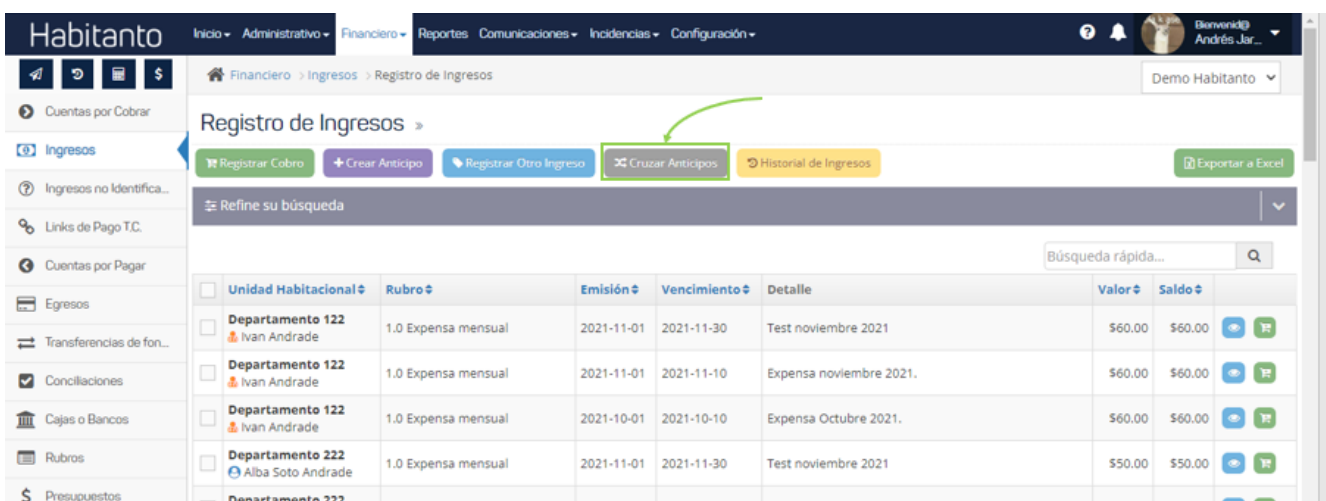 Habitanto
Inicio Administrativo Financiero Reportes Comunicaciones Incidencias Configuración
Bienvenid@
Andrés Jar...
Financiero > Ingresos > Registro de Ingresos
Demo Habitanto
Cuentas por Cobrar
Ingresos
Ingresos no Identifica...
Links de Pago T.C.
Cuentas por Pagar
Egresos
Transferencias de fon...
Conciliaciones
Cajas o Bancos
Rubros
Presupuestos
Registro de Ingresos »
Registrar Cobro +Crear Anticipo Registrar Otro Ingreso Cruzar Anticipos Historial de Ingresos Exportar a Excel
Refine su búsqueda
Búsqueda rápida...
Unidad Habitacional Rubro Emisión Vencimiento Detalle Valor Saldo
Departamento 122
Ivan Andrade
1.0 Expensa mensual 2021-11-01 2021-11-30 Test noviembre 2021 $60.00 $60.00
Departamento 122
Ivan Andrade
1.0 Expensa mensual 2021-11-01 2021-11-10 Expensa noviembre 2021. $60.00 $60.00
Departamento 122
Ivan Andrade
1.0 Expensa mensual 2021-10-01 2021-10-10 Expensa Octubre 2021. $60.00 $60.00
Departamento 222
Alba Soto Andrade
1.0 Expensa mensual 2021-11-01 2021-11-30 Test noviembre 2021 $50.00 $50.00
Departamento 222